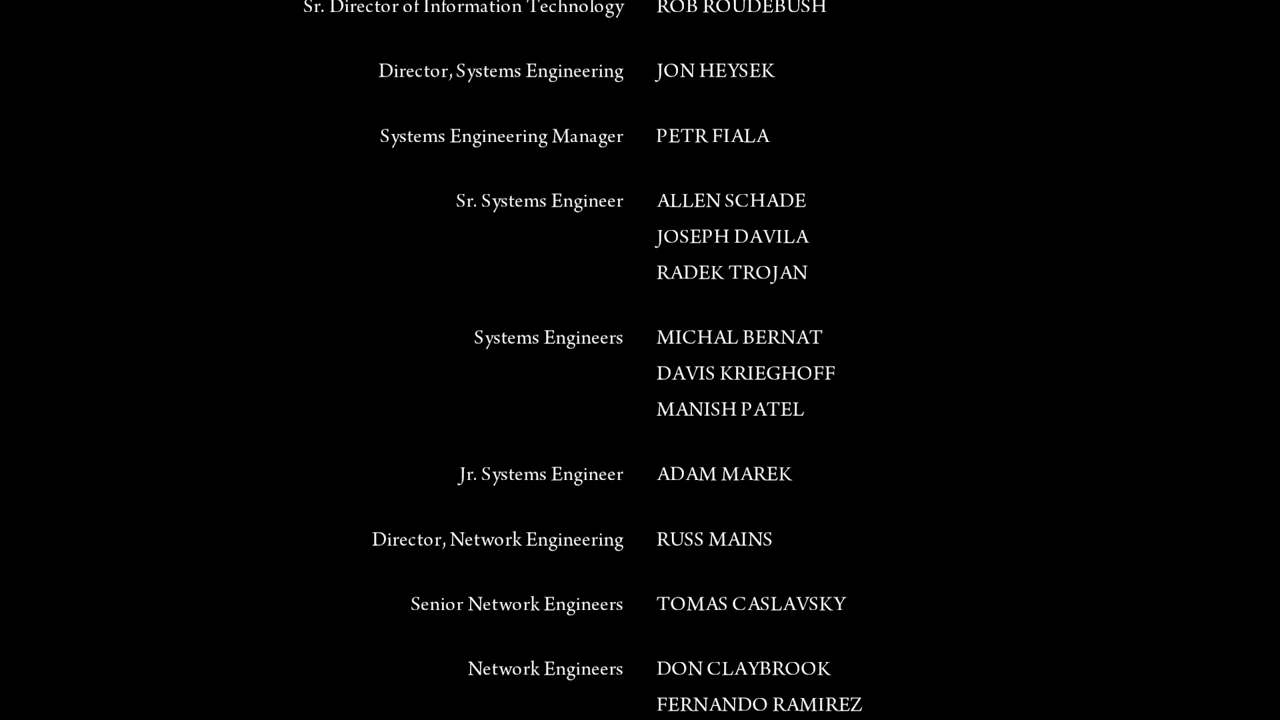 Sr. Director of Information Technology ROB ROUDEBUSH
Director, Systems Engineering JON HEYSEK
Systems Engineering Manager PETR FIALA
Sr. Systems Engineer ALLEN SCHADE
JOSEPH DAVILA
RADEK TROJAN
Systems Engineers MICHAL BERNAT
DAVIS KRIEGHOFF
MANISH PATEL
Jr. Systems Engineer ADAM MAREK
Director, Network Engineering RUSS MAINS
Senior Network Engineers TOMAS CASLAVSKY
Network Engineers DON CLAYBROOK
FERNANDO RAMIREZ